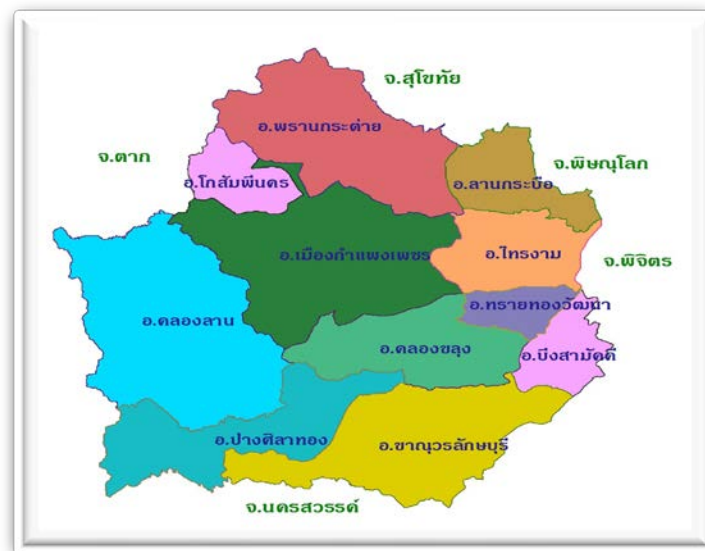 จ.สุโขทัย
อ.พรานกระต่าย
จ.ตาก
จ.พิษณุโลก
อ.โกสัมพีนคร
อ.ลานกระบือ
อ.เมืองกำแพงเพชร
อ.ไทรงาม
จ.พิจิตร
อ.ทรายทองวัฒนา
อ.คลองลาน
อ.คลองขลุง
อ.บึงสามัคคี
อ.ปางศิลาทอง
อ.ขาณุวรลักษบุรี
จ.นครสวรรค์